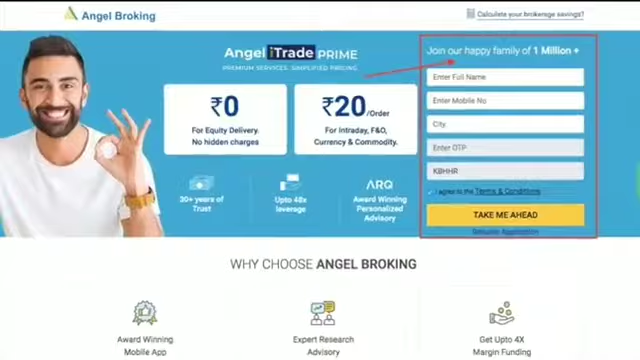 Angel Broking
Calculate your brokerage savings?
Angel iTrade PRIME
PREMIUM SERVICES. SIMPLIFIED PRICING
Join our happy family of 1 Million +
Enter Full Name
₹0
₹20/Order
Enter Mobile No
For Equity Delivery.
No hidden charges
For Intraday, F&O,
Currency & Commodity.
City
Enter OTP
KBHHR
30+ years of
Trust
Upto 48x
leverage
ARQ
Award Winning
Personalized
Advisory
I agree to the Terms & Conditions
TAKE ME AHEAD
Application
WHY CHOOSE ANGEL BROKING
Award Winning
Mobile App
Expert Research
Advisory
Get Upto 4X
Margin Funding